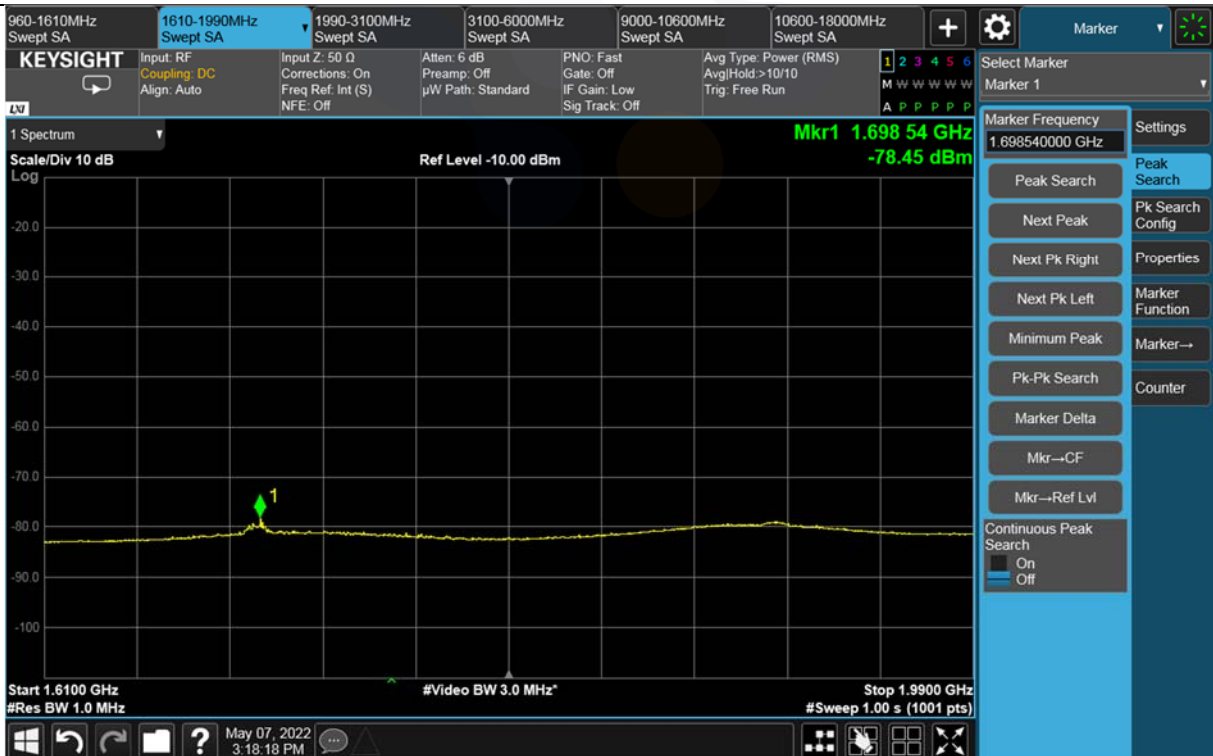 960-1610MHz
Swept SA
1610-1990MHz
Swept SA
1990-3100MHz
Swept SA
3100-6000MHz
Swept SA
9000-10600MHz
Swept SA
10600-18000MHz
Swept SA
Marker
KEYSIGHT
LXI
Input: RF
Coupling: DC
Align: Auto
Input Z: 50 Ω
Corrections: On
Freq Ref: Int (S)
NFE: Off
Atten: 6 dB
Preamp: Off
µW Path: Standard
PNO: Fast
Gate: Off
IF Gain: Low
Sig Track: Off
Avg Type: Power (RMS)
Avg|Hold:>10/10
Trig: Free Run
1 2 3 4 5 6
M W W W W W
A P P P P P
Select Marker
Marker 1
1 Spectrum
Mkr1 1.698 54 GHz
-78.45 dBm
Scale/Div 10 dB
Ref Level -10.00 dBm
Log
-20.0
-30.0
-40.0
-50.0
-60.0
-70.0
-80.0
-90.0
-100
1
Start 1.6100 GHz
#Video BW 3.0 MHz*
Stop 1.9900 GHz
#Res BW 1.0 MHz
#Sweep 1.00 s (1001 pts)
Marker Frequency
1.698540000 GHz
Peak Search
Next Peak
Next Pk Right
Next Pk Left
Minimum Peak
Pk-Pk Search
Marker Delta
Mkr→CF
Mkr→Ref Lvl
Continuous Peak
Search
On
Off
Settings
Peak
Search
Pk Search
Config
Properties
Marker
Function
Marker→
Counter
?
May 07, 2022
3:18:18 PM